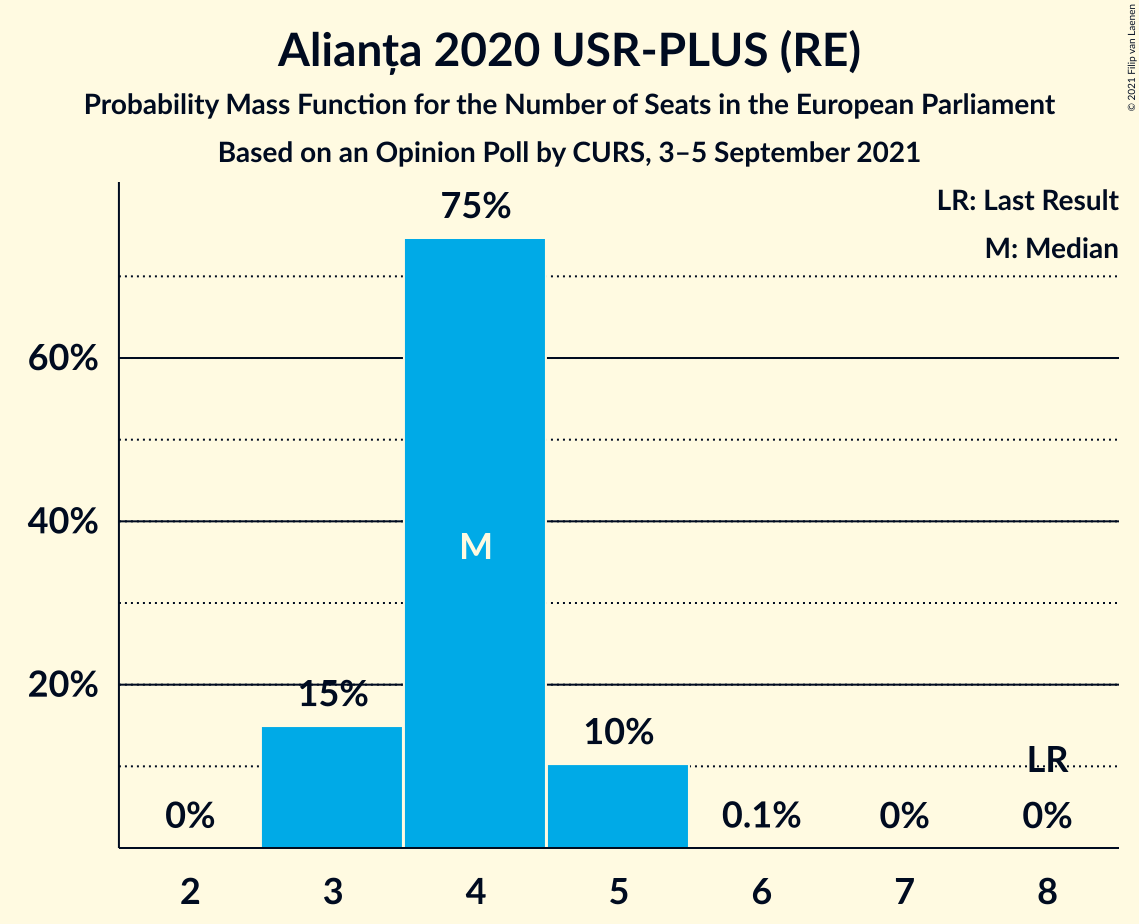 Alianța 2020 USR-PLUS (RE)
Probability Mass Function for the Number of Seats in the European Parliament
Based on an Opinion Poll by CURS, 3–5 September 2021
© 2021 Filip van Laenen
LR: Last Result
M: Median
75%
60%
40%
M
20%
15%
10%
LR
0%
0.1%
0%
0%
2 3 4 5 6 7 8